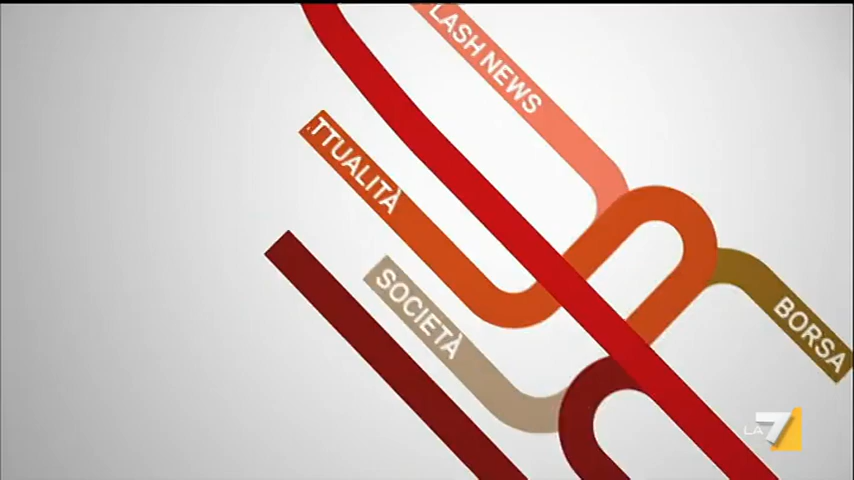 LASH NEWS
TTUALITÀ
SOCIETÀ
BORSA
LA7